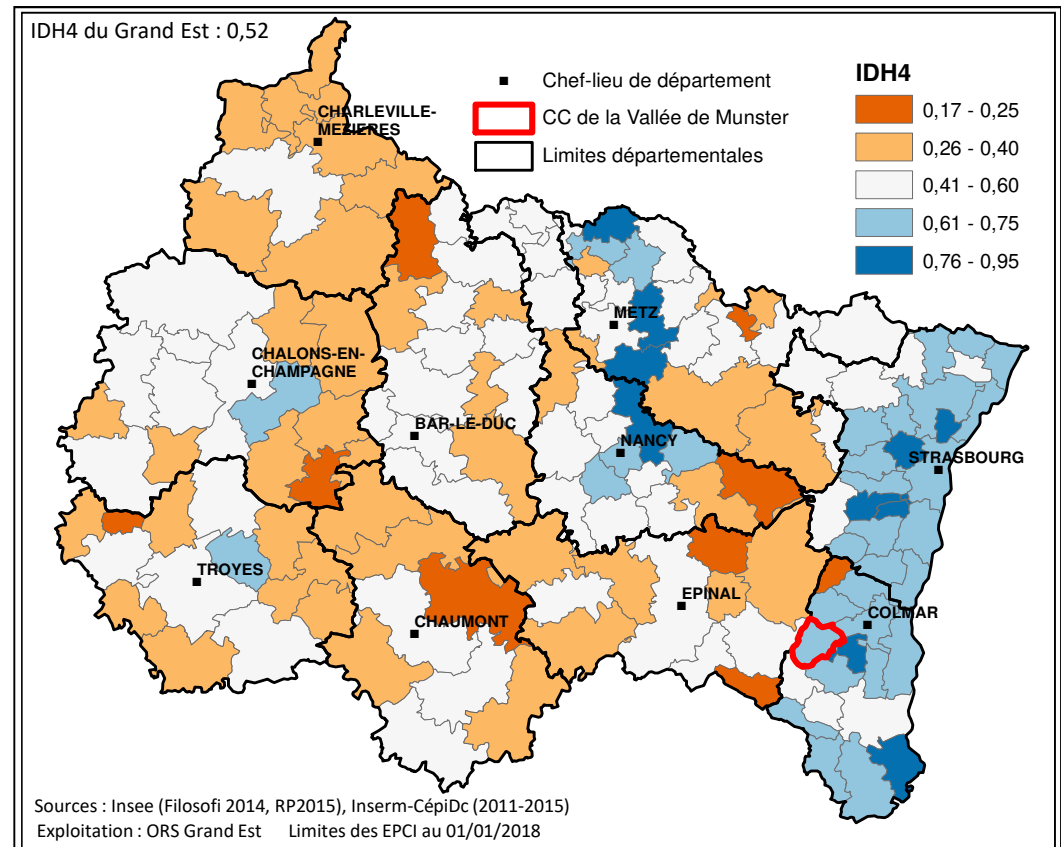 IDH4 du Grand Est : 0,52
IDH4
Chef-lieu de département
CC de la Vallée de Munster
Limites départementales
0,17 - 0,25
0,26 - 0,40
0,41 - 0,60
0,61 - 0,75
0,76 - 0,95
CHARLEVILLE-
MEZIERES
METZ
CHALONS-EN-
CHAMPAGNE
BAR-LE-DUC
NANCY
STRASBOURG
TROYES
EPINAL
COLMAR
CHAUMONT
Sources : Insee (Filosofi 2014, RP2015), Inserm-CépiDc (2011-2015)
Exploitation : ORS Grand Est Limites des EPCI au 01/01/2018